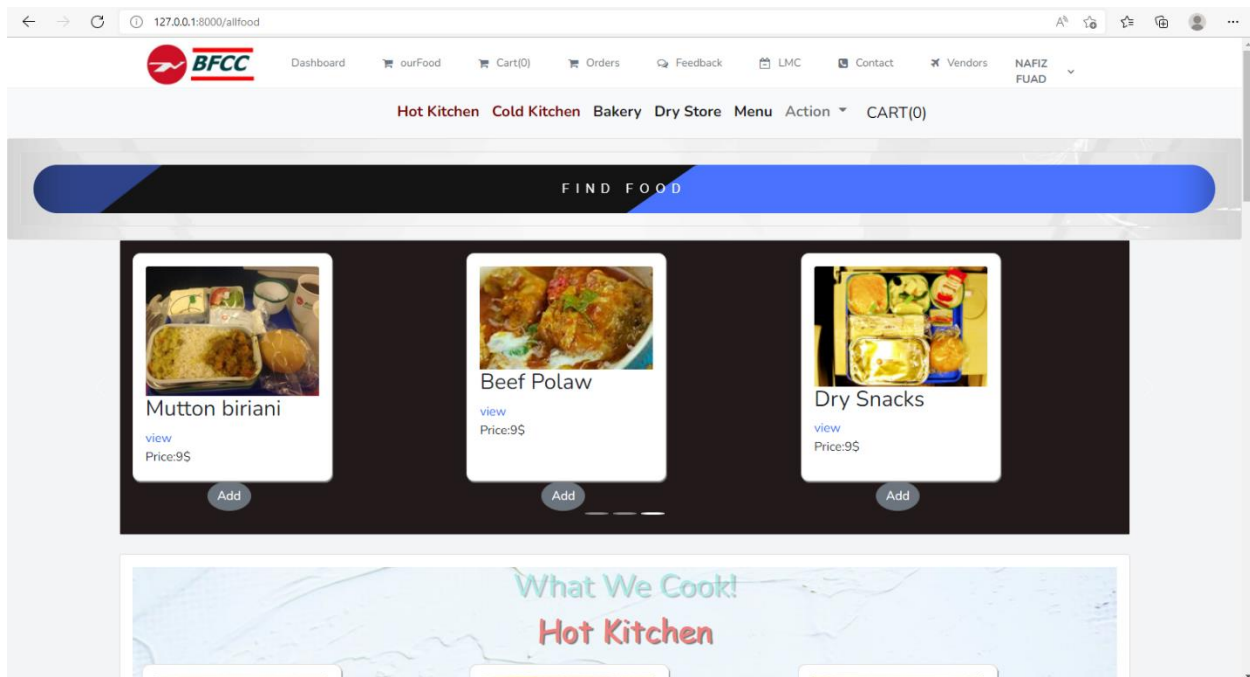 127.0.0.1:8000/allfood
BFCC
Dashboard ourFood Cart(0) Orders Feedback LMC Contact Vendors NAFIZ
FUAD
Hot Kitchen Cold Kitchen Bakery Dry Store Menu Action CART(0)
FIND FOOD
Mutton biriani
view
Price:9$
Add
Beef Polaw
view
Price:9$
Add
Dry Snacks
view
Price:9$
Add
What We Cook!
Hot Kitchen